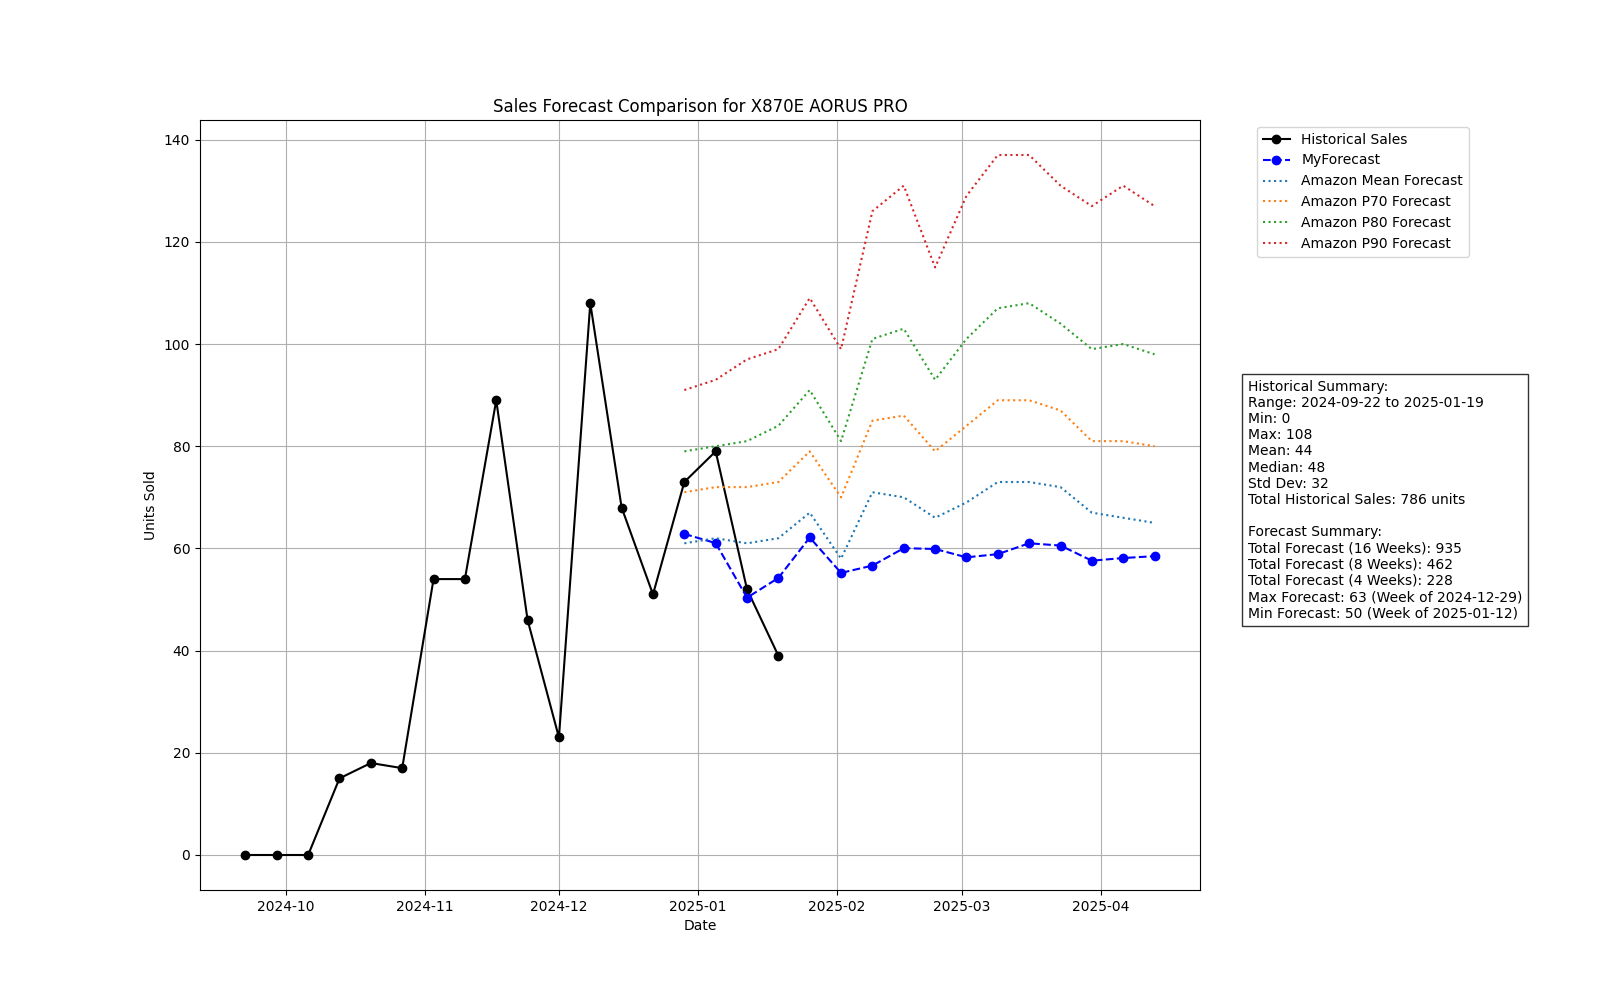 Sales Forecast Comparison for X870E AORUS PRO
140
120
100
80
60
40
20
0
Units Sold
2024-10
2024-11
2024-12
2025-01
2025-02
2025-03
2025-04
Date
Historical Sales
MyForecast
Amazon Mean Forecast
Amazon P70 Forecast
Amazon P80 Forecast
Amazon P90 Forecast
Historical Summary:
Range: 2024-09-22 to 2025-01-19
Min: 0
Max: 108
Mean: 44
Median: 48
Std Dev: 32
Total Historical Sales: 786 units
Forecast Summary:
Total Forecast (16 Weeks): 935
Total Forecast (8 Weeks): 462
Total Forecast (4 Weeks): 228
Max Forecast: 63 (Week of 2024-12-29)
Min Forecast: 50 (Week of 2025-01-12)